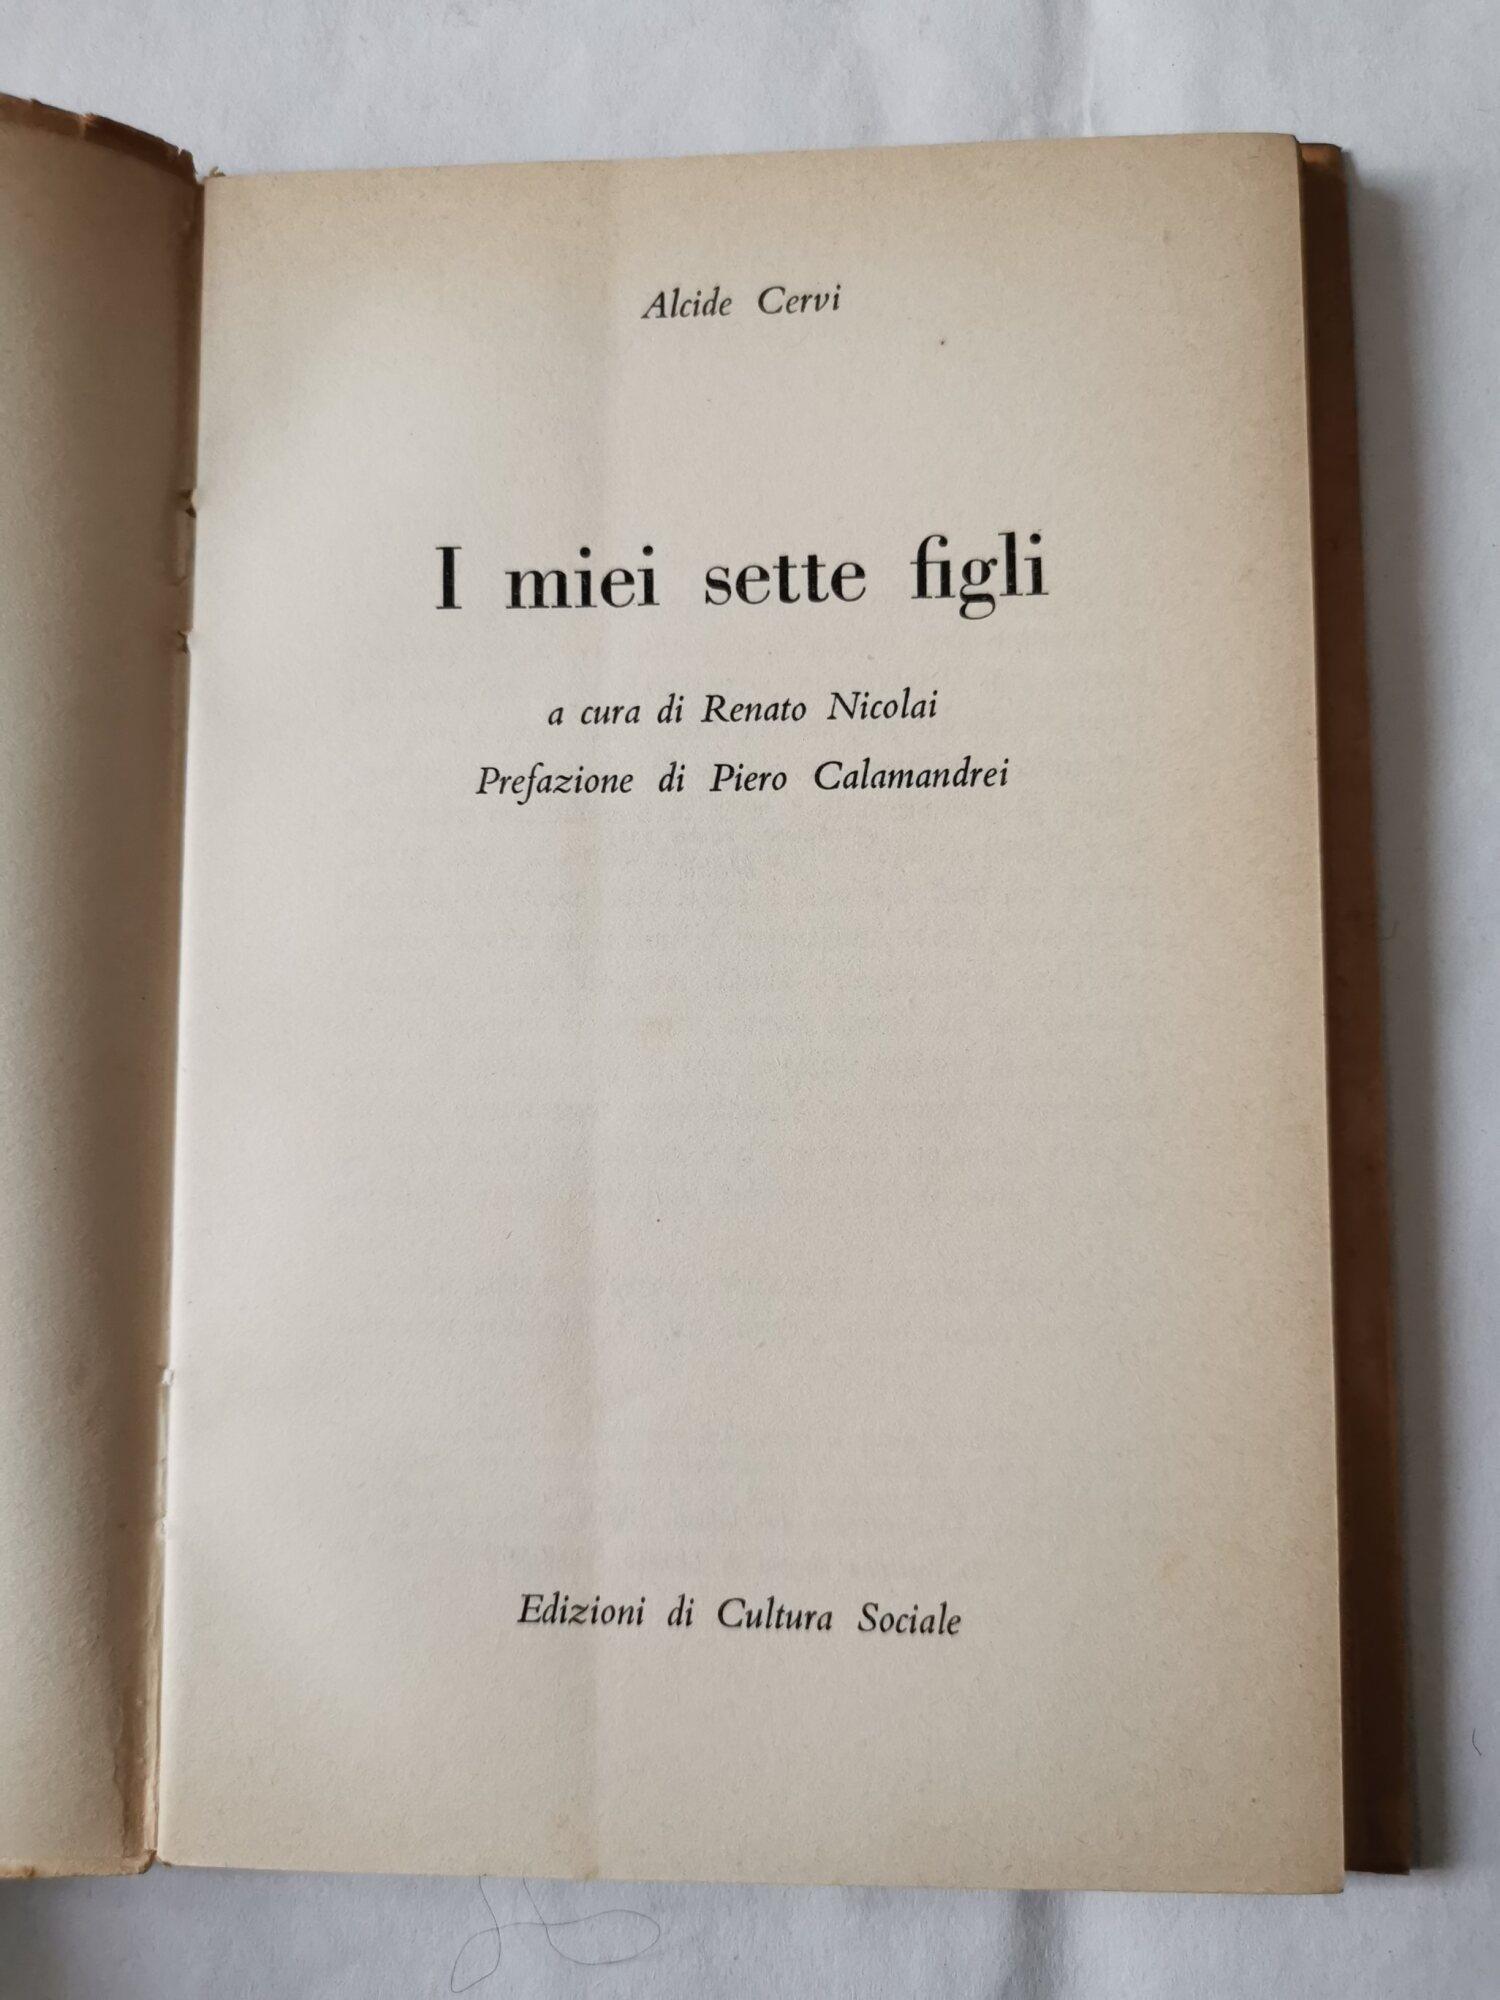 Alcide Cervi
I miei sette figli
a cura di Renato Nicolai
Prefazione di Piero Calamandrei
Edizioni di Cultura Sociale